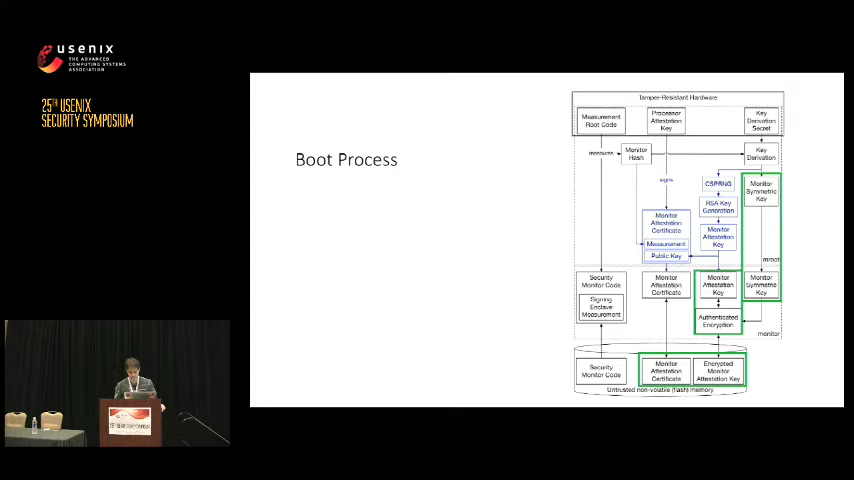 usenix
THE ADVANCED
COMPUTING SYSTEMS
ASSOCIATION
25TH USENIX
SECURITY SYMPOSIUM
Boot Process
Tamper-Resistant Hardware
Measurement
Root Code
Processor
Attestation
Key
Key
Derivation
Secret
measures
Monitor
Hash
Key
Derivation
signs
CSPRNG
Monitor
Symmetric
Key
RSA Key
Generation
Monitor
Attestation
Certificate
Measurement
Public Key
Monitor
Attestation
Key
mroot
Security
Monitor Code
Signing
Enclave
Measurement
Monitor
Attestation
Certificate
Monitor
Attestation
Key
Monitor
Symmetric
Key
Authenticated
Encryption
monitor
Security
Monitor Code
Monitor
Attestation
Certificate
Encrypted
Monitor
Attestation Key
Untrusted non-volatile (flash) memory